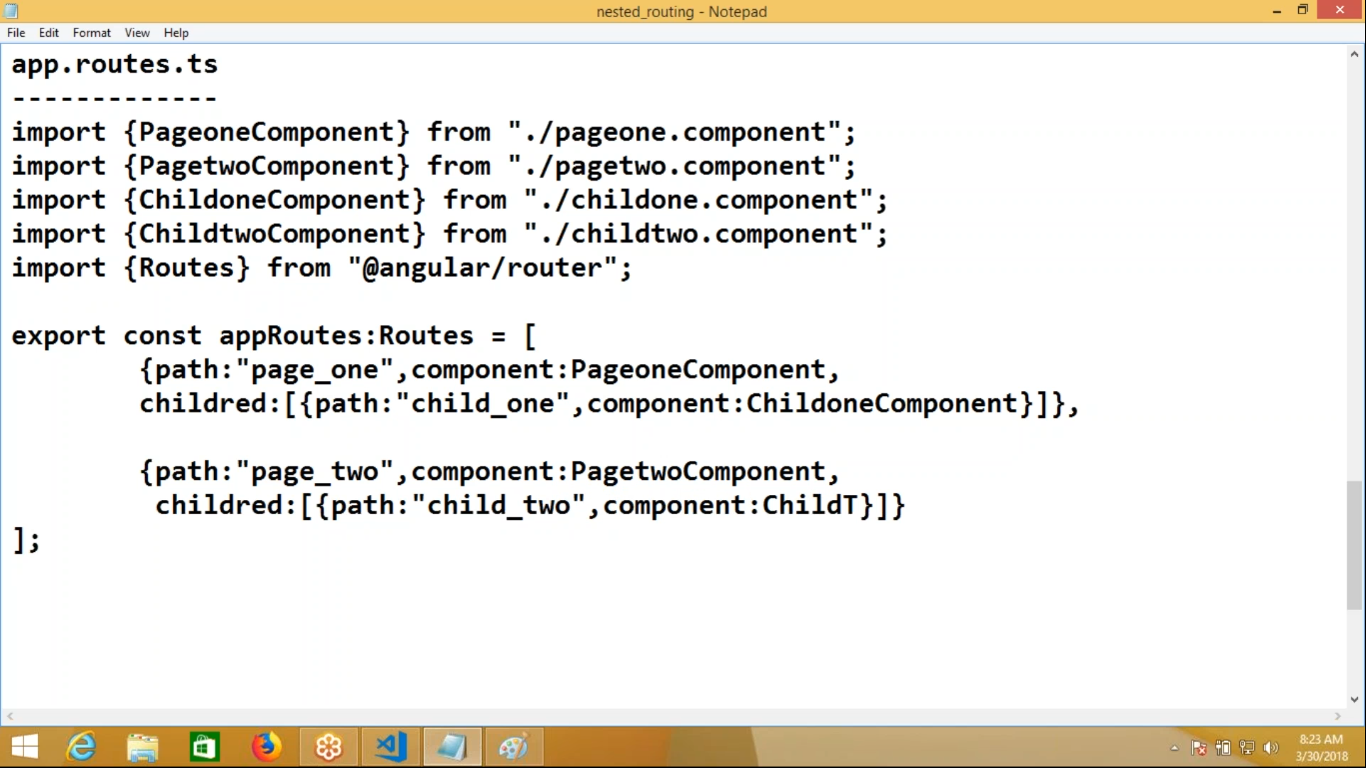 nested_routing - Notepad
File Edit Format View Help
app.routes.ts
-------------
import {PageoneComponent} from "./pageone.component";
import {PagetwoComponent} from "./pagetwo.component";
import {ChildoneComponent} from "./childone.component";
import {ChildtwoComponent} from "./childtwo.component";
import {Routes} from "@angular/router";
export const appRoutes:Routes = [
{path:"page_one",component:PageoneComponent,
childred:[{path:"child_one",component:ChildoneComponent}]},
{path:"page_two",component:PagetwoComponent,
childred:[{path:"child_two",component:ChildT}]}
];
8:23 AM
3/30/2018